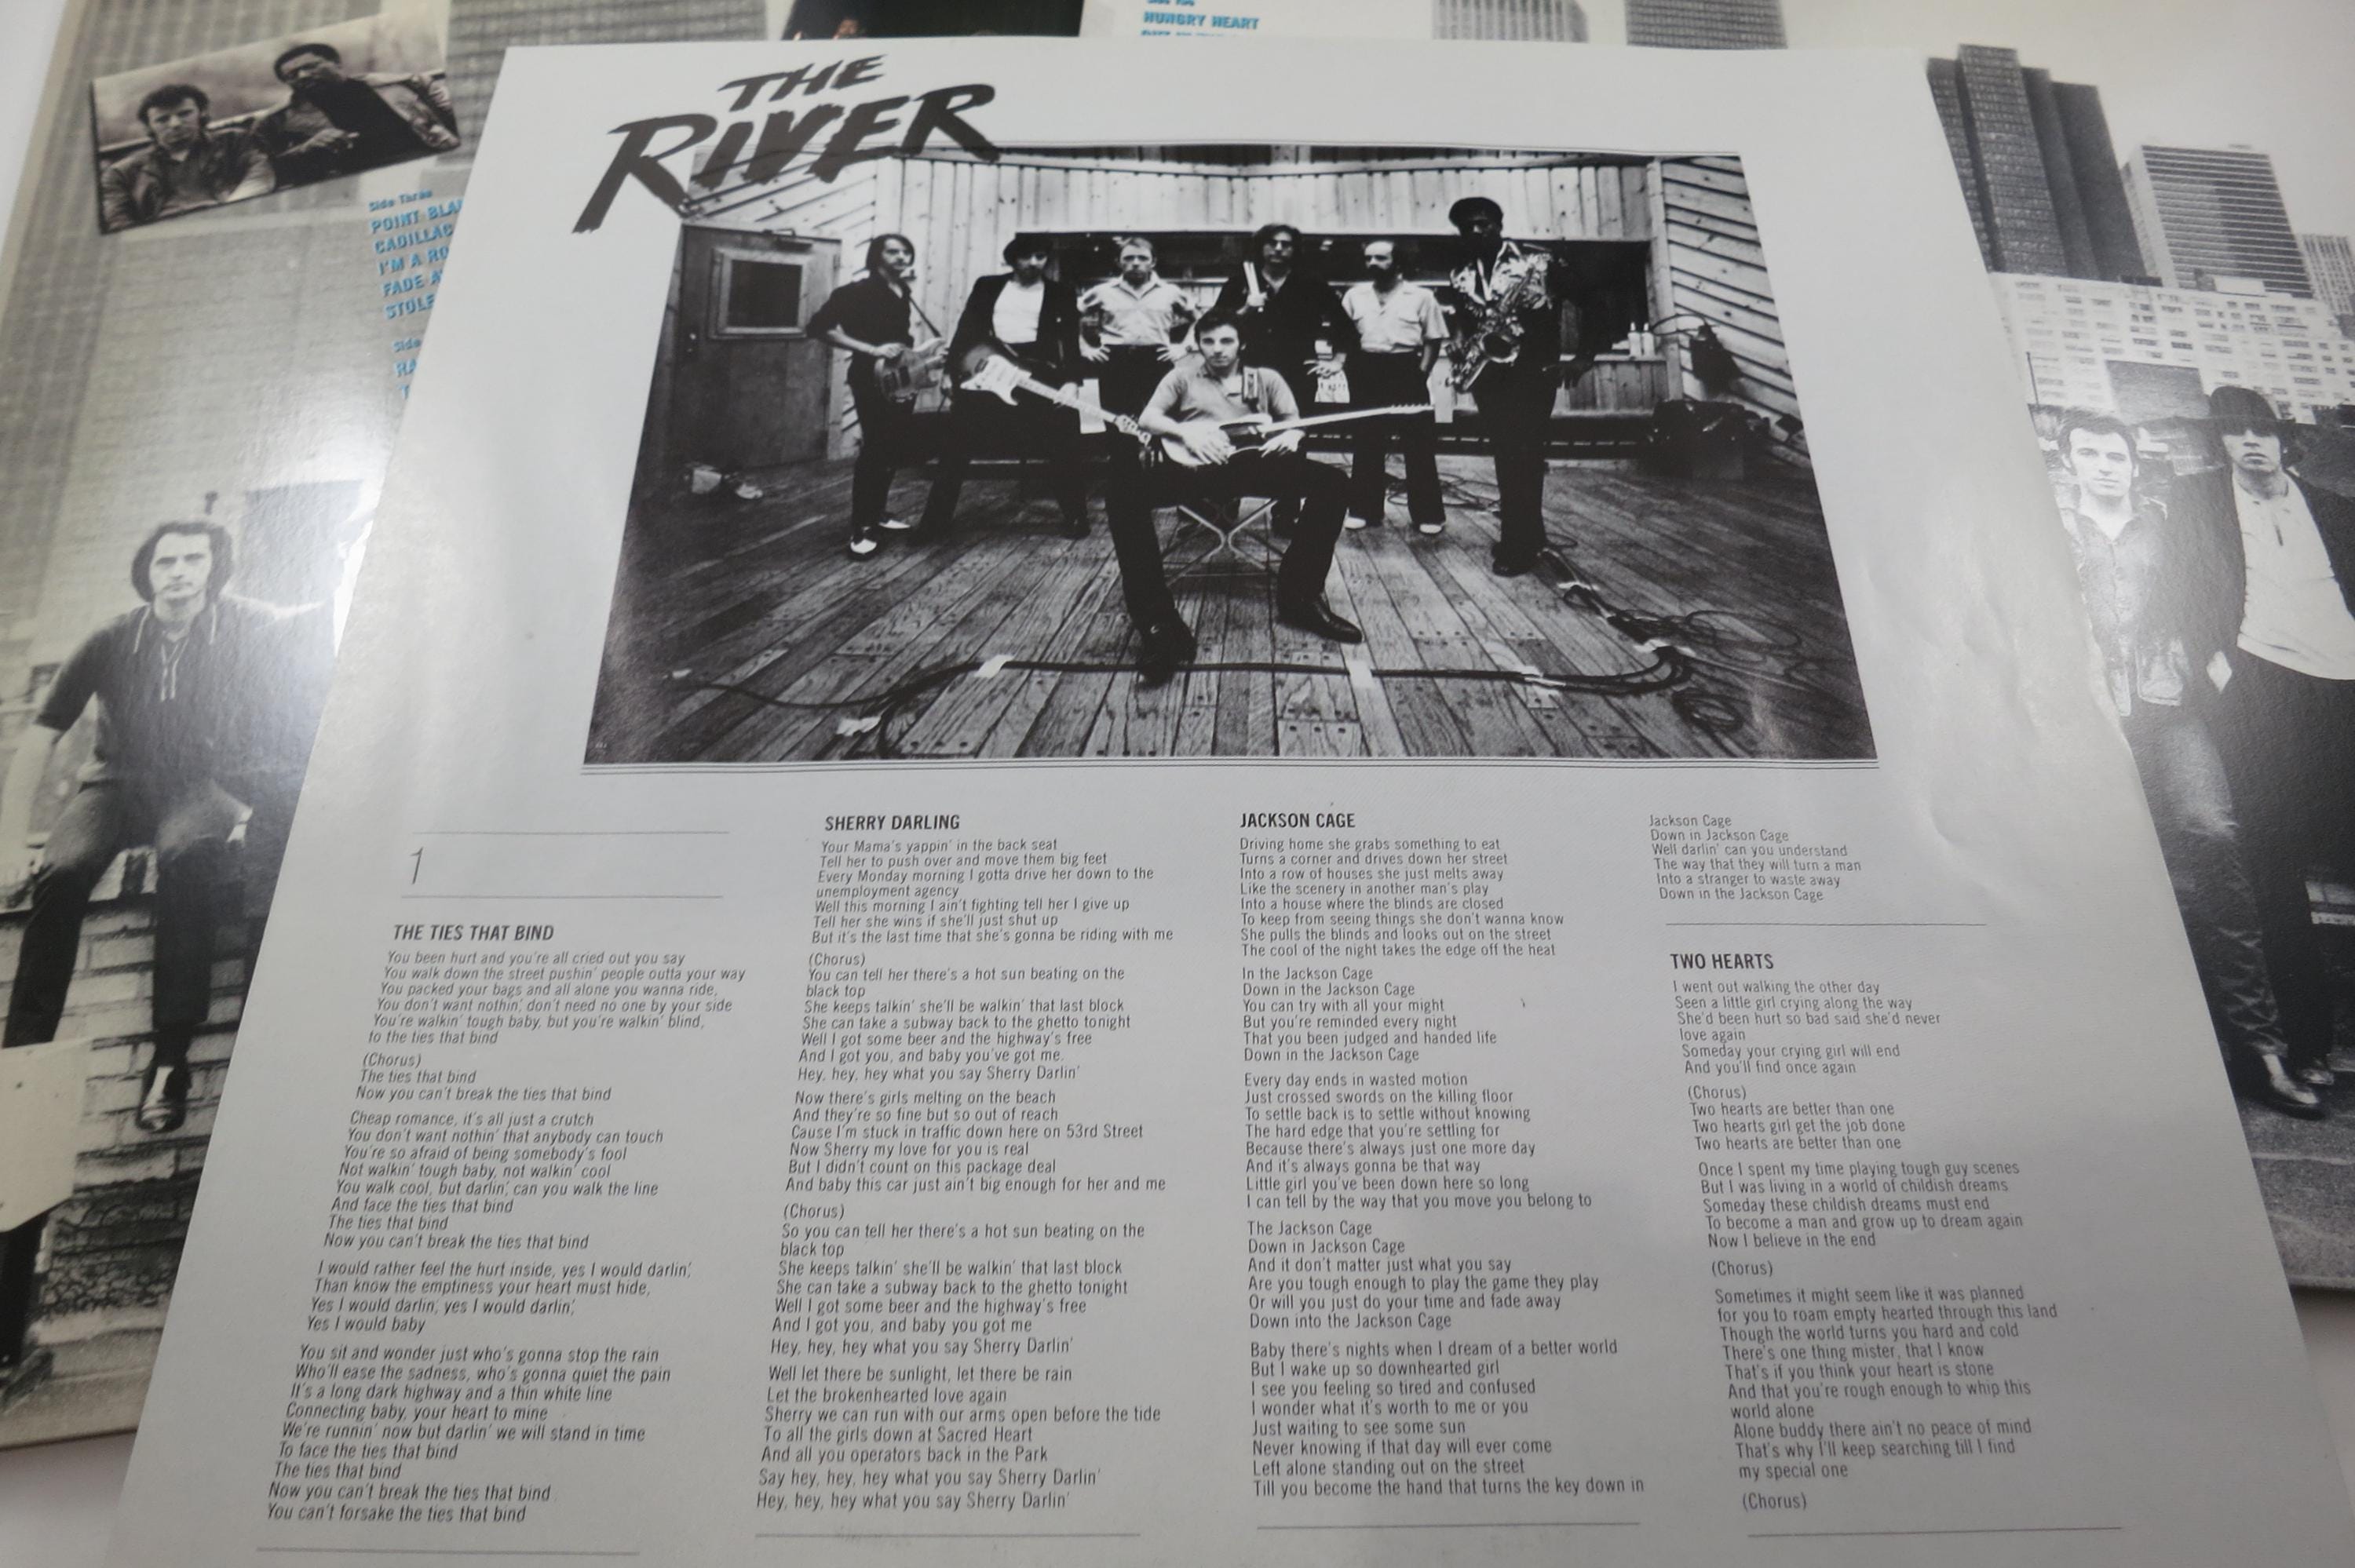 Side Two
HUNGRY HEART
Side Three
POINT BLA
CADILLAC
I'M A RO
FADE A
STOLE
Side
RA
THE
RIVER
1
THE TIES THAT BIND
You been hurt and you're all cried out you say
You walk down the street pushin' people outta your way
You packed your bags and all alone you wanna ride,
You don't want nothin', don't need no one by your side
You're walkin' tough baby, but you're walkin' blind,
to the ties that bind
(Chorus)
The ties that bind
Now you can't break the ties that bind
Cheap romance, it's all just a crutch
You don't want nothin' that anybody can touch
You're so afraid of being somebody's fool
Not walkin' tough baby, not walkin' cool
You walk cool, but darlin', can you walk the line
And face the ties that bind
The ties that bind
Now you can't break the ties that bind
I would rather feel the hurt inside, yes I would darlin',
Than know the emptiness your heart must hide,
Yes I would darlin', yes I would darlin',
Yes I would baby
You sit and wonder just who's gonna stop the rain
Who'll ease the sadness, who's gonna quiet the pain
It's a long dark highway and a thin white line
Connecting baby, your heart to mine
We're runnin' now but darlin' we will stand in time
To face the ties that bind
The ties that bind
Now you can't break the ties that bind
You can't forsake the ties that bind
SHERRY DARLING
Your Mama's yappin' in the back seat
Tell her to push over and move them big feet
Every Monday morning I gotta drive her down to the
unemployment agency
Well this morning I ain't fighting tell her I give up
Tell her she wins if she'll just shut up
But it's the last time that she's gonna be riding with me
(Chorus)
You can tell her there's a hot sun beating on the
black top
She keeps talkin' she'll be walkin' that last block
She can take a subway back to the ghetto tonight
Well I got some beer and the highway's free
And I got you, and baby you've got me.
Hey, hey, hey what you say Sherry Darlin'
Now there's girls melting on the beach
And they're so fine but so out of reach
Cause I'm stuck in traffic down here on 53rd Street
Now Sherry my love for you is real
But I didn't count on this package deal
And baby this car just ain't big enough for her and me
(Chorus)
So you can tell her there's a hot sun beating on the
black top
She keeps talkin' she'll be walkin' that last block
She can take a subway back to the ghetto tonight
Well I got some beer and the highway's free
And I got you, and baby you got me
Hey, hey, hey what you say Sherry Darlin'
Well let there be sunlight, let there be rain
Let the brokenhearted love again
Sherry we can run with our arms open before the tide
To all the girls down at Sacred Heart
And all you operators back in the Park
Say hey, hey, hey what you say Sherry Darlin'
Hey, hey, hey what you say Sherry Darlin'
JACKSON CAGE
Driving home she grabs something to eat
Turns a corner and drives down her street
Into a row of houses she just melts away
Like the scenery in another man's play
Into a house where the blinds are closed
To keep from seeing things she don't wanna know
She pulls the blinds and looks out on the street
The cool of the night takes the edge off the heat
In the Jackson Cage
Down in the Jackson Cage
You can try with all your might
But you're reminded every night
That you been judged and handed life
Down in the Jackson Cage
Every day ends in wasted motion
Just crossed swords on the killing floor
To settle back is to settle without knowing
The hard edge that you're settling for
Because there's always just one more day
And it's always gonna be that way
Little girl you've been down here so long
I can tell by the way that you move you belong to
The Jackson Cage
Down in Jackson Cage
And it don't matter just what you say
Are you tough enough to play the game they play
Or will you just do your time and fade away
Down into the Jackson Cage
Baby there's nights when I dream of a better world
But I wake up so downhearted girl
I see you feeling so tired and confused
I wonder what it's worth to me or you
Just waiting to see some sun
Never knowing if that day will ever come
Left alone standing out on the street
Till you become the hand that turns the key down in
Jackson Cage
Down in Jackson Cage
Well darlin' can you understand
The way that they will turn a man
Into a stranger to waste away
Down in the Jackson Cage
TWO HEARTS
I went out walking the other day
Seen a little girl crying along the way
She'd been hurt so bad said she'd never
love again
Someday your crying girl will end
And you'll find once again
(Chorus)
Two hearts are better than one
Two hearts girl get the job done
Two hearts are better than one
Once I spent my time playing tough guy scenes
But I was living in a world of childish dreams
Someday these childish dreams must end
To become a man and grow up to dream again
Now I believe in the end
(Chorus)
Sometimes it might seem like it was planned
for you to roam empty hearted through this land
Though the world turns you hard and cold
There's one thing mister, that I know
That's if you think your heart is stone
And that you're rough enough to whip this
world alone
Alone buddy there ain't no peace of mind
That's why I'll keep searching till I find
my special one
(Chorus)